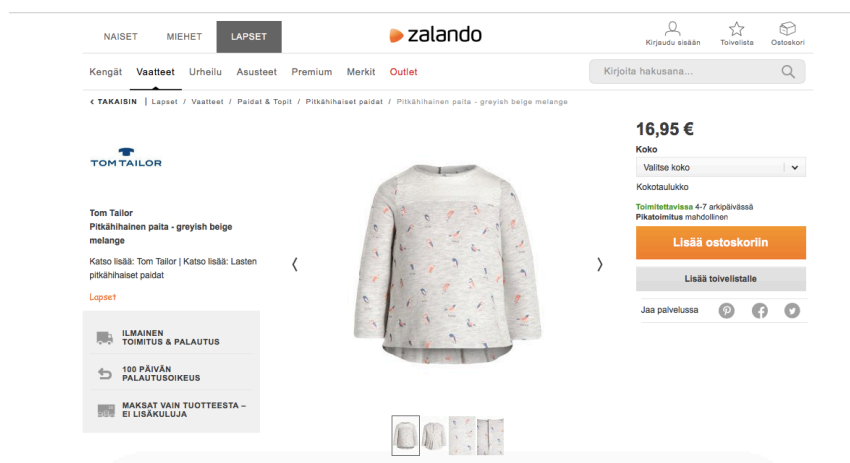 NAISET MIEHET LAPSET
zalando
Kirjaudu sisään Toivelista Ostoskori
Kengät Vaatteet Urheilu Asusteet Premium Merkit Outlet
Kirjoita hakusana...
‹ TAKAISIN | Lapset / Vaatteet / Paidat & Topit / Pitkähihaiset paidat / Pitkähihainen paita - greyish beige melange
TOM TAILOR
Tom Tailor
Pitkähihainen paita - greyish beige
melange
Katso lisää: Tom Tailor | Katso lisää: Lasten
pitkähihaiset paidat
Lapset
ILMAINEN
TOIMITUS & PALAUTUS
100 PÄIVÄN
PALAUTUSOIKEUS
MAKSAT VAIN TUOTTEESTA –
EI LISÄKULUJA
16,95 €
Koko
Valitse koko
Kokotaulukko
Toimitettavissa 4-7 arkipäivässä
Pikatoimitus mahdollinen
Lisää ostoskoriin
Lisää toivelistalle
Jaa palvelussa